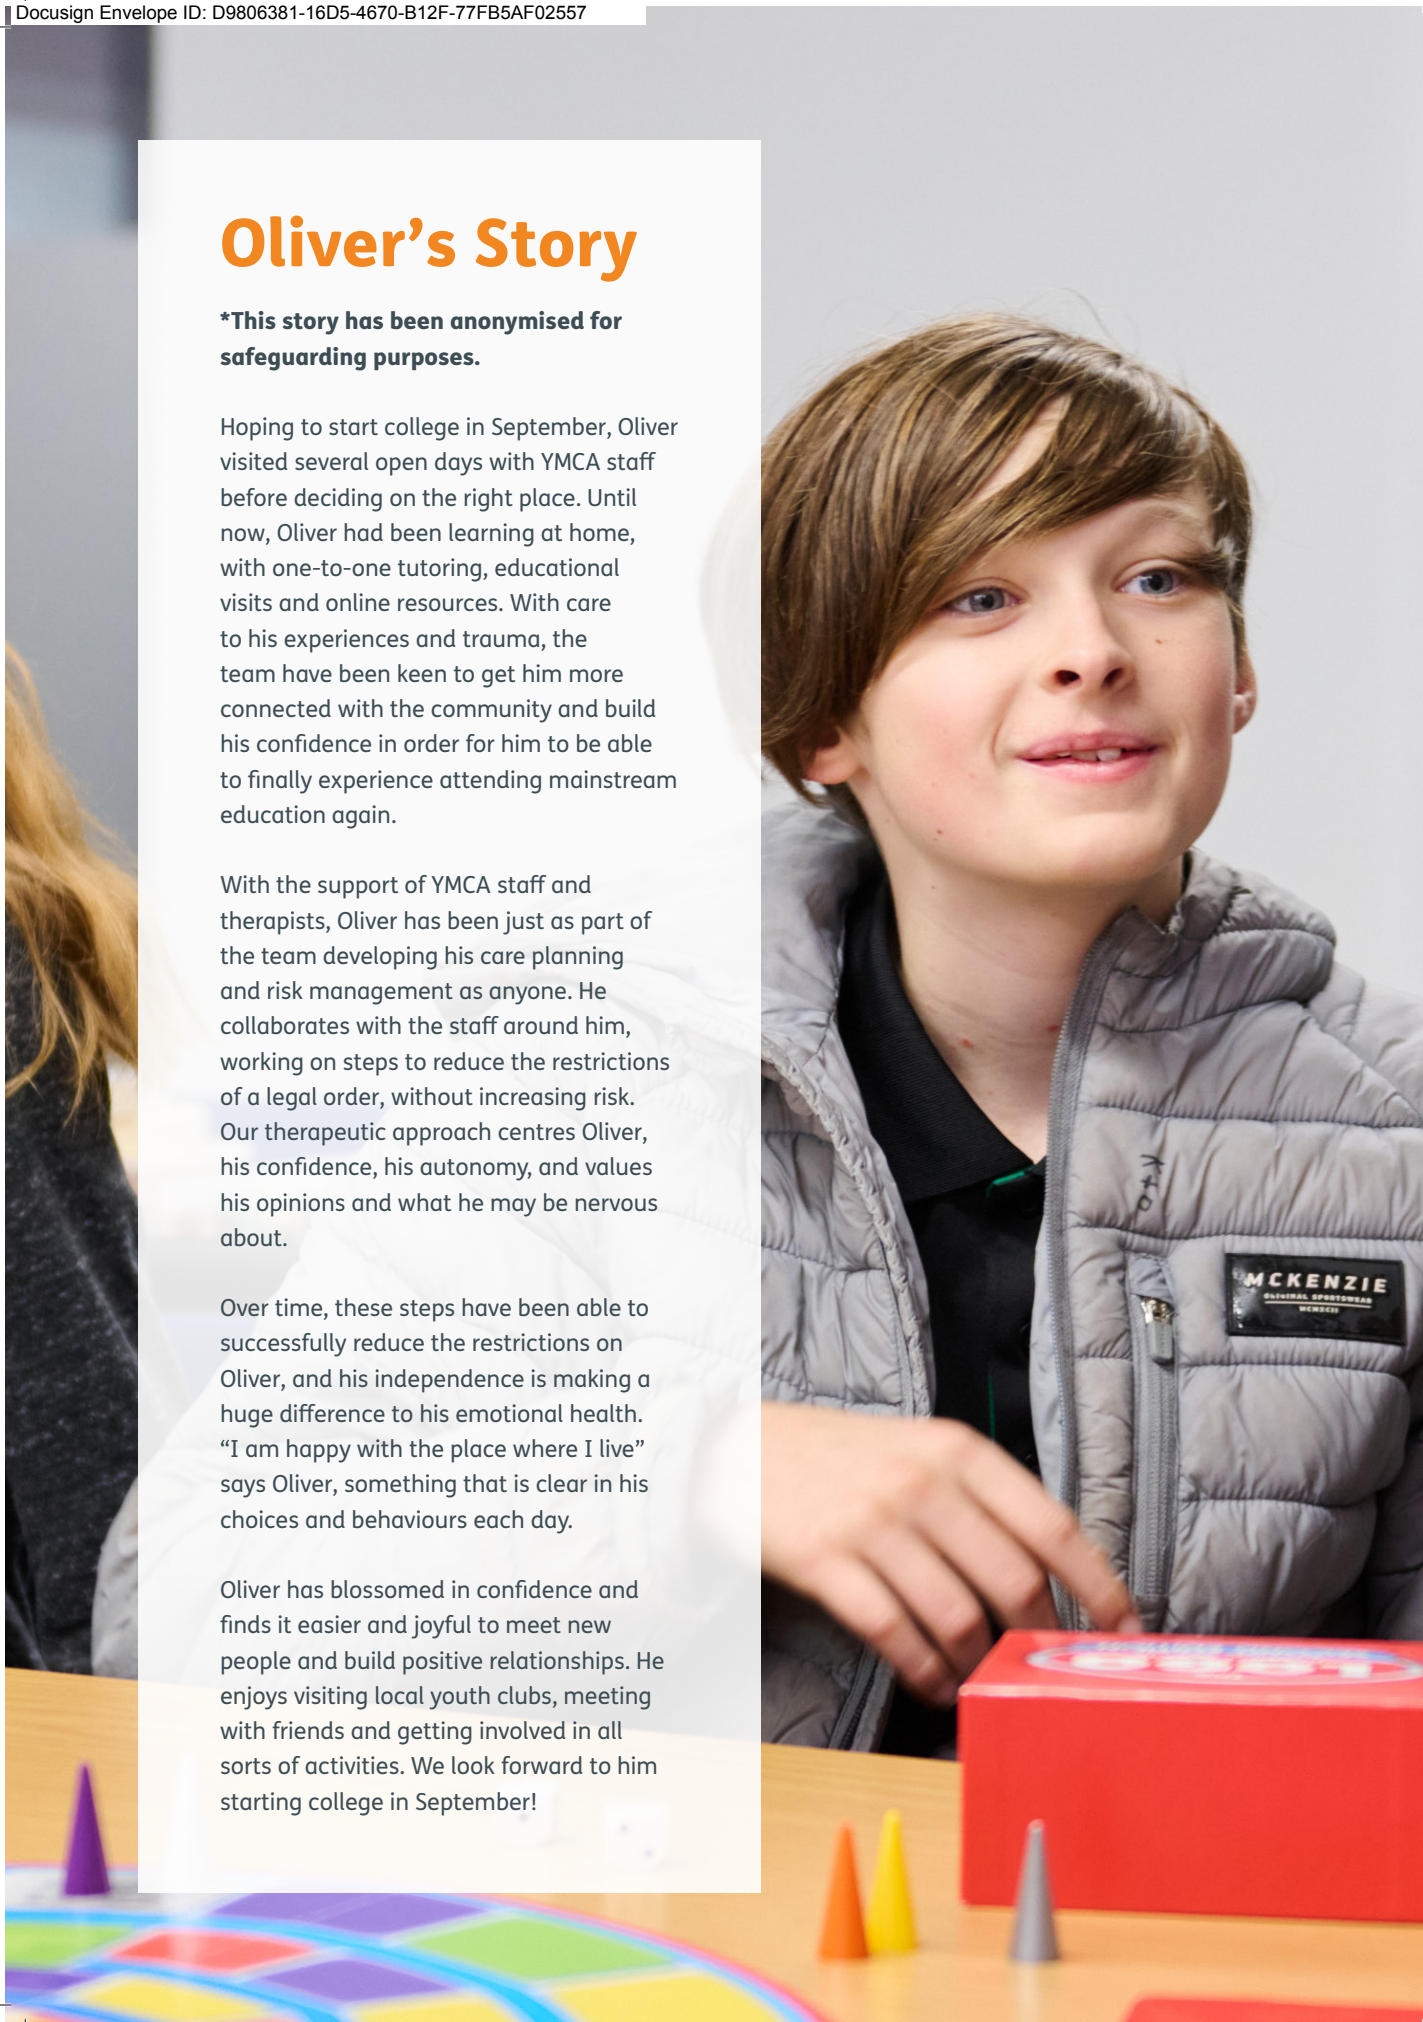 Docusign Envelope ID: D9806381-16D5-4670-B12F-77FB5AF02557
Oliver’s Story
*This story has been anonymised for
safeguarding purposes.
Hoping to start college in September, Oliver
visited several open days with YMCA staff
before deciding on the right place. Until
now, Oliver had been learning at home,
with one-to-one tutoring, educational
visits and online resources. With care
to his experiences and trauma, the
team have been keen to get him more
connected with the community and build
his confidence in order for him to be able
to finally experience attending mainstream
education again.
With the support of YMCA staff and
therapists, Oliver has been just as part of
the team developing his care planning
and risk management as anyone. He
collaborates with the staff around him,
working on steps to reduce the restrictions
of a legal order, without increasing risk.
Our therapeutic approach centres Oliver,
his confidence, his autonomy, and values
his opinions and what he may be nervous
about.
Over time, these steps have been able to
successfully reduce the restrictions on
Oliver, and his independence is making a
huge difference to his emotional health.
“I am happy with the place where I live”
says Oliver, something that is clear in his
choices and behaviours each day.
Oliver has blossomed in confidence and
finds it easier and joyful to meet new
people and build positive relationships. He
enjoys visiting local youth clubs, meeting
with friends and getting involved in all
sorts of activities. We look forward to him
starting college in September!
MCKENZIE
ORIGINAL SPORTSWEAR